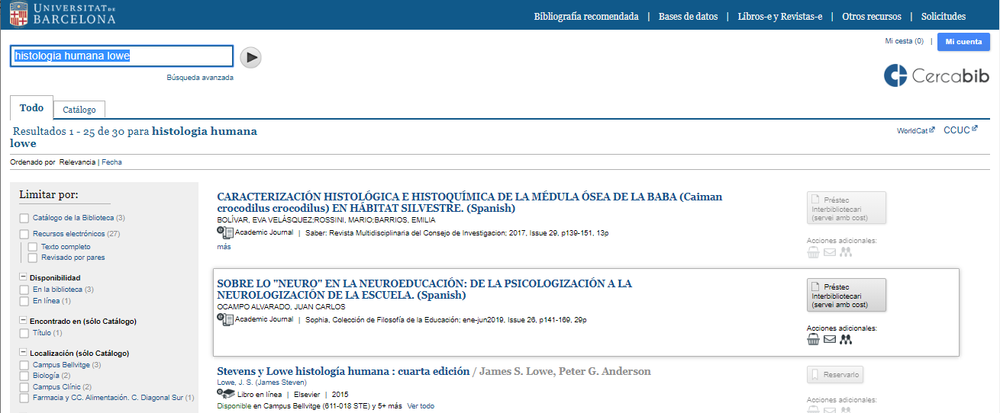 UNIVERSITAT DE
BARCELONA
Bibliografía recomendada | Bases de datos | Libros-e y Revistas-e | Otros recursos | Solicitudes
Mi cesta (0) | Mi cuenta
histologia humana lowe
Búsqueda avanzada
Cercabib
Todo
Catálogo
Resultados 1 - 25 de 30 para histologia humana
lowe
WorldCat CCUC
Ordenado por Relevancia | Fecha
Limitar por:
Catálogo de la Biblioteca (3)
Recursos electrónicos (27)
Texto completo
Revisado por pares
Disponibilidad
En la biblioteca (3)
En línea (1)
Encontrado en (sólo Catálogo)
Título (1)
Localización (sólo Catálogo)
Campus Bellvitge (3)
Biología (2)
Campus Clínic (2)
Farmacia y CC. Alimentación. C. Diagonal Sur (1)
CARACTERIZACIÓN HISTOLÓGICA E HISTOQUÍMICA DE LA MÉDULA ÓSEA DE LA BABA (Caiman
crocodilus crocodilus) EN HÁBITAT SILVESTRE. (Spanish)
BOLÍVAR, EVA VELÁSQUEZ;ROSSINI, MARIO;BARRIOS, EMILIA
Academic Journal | Saber: Revista Multidisciplinaria del Consejo de Investigacion; 2017, Issue 29, p139-151, 13p
más
Préstec
Interbibliotecari
(servei amb cost)
Acciones adicionales:
SOBRE LO "NEURO" EN LA NEUROEDUCACIÓN: DE LA PSICOLOGIZACIÓN A LA
NEUROLOGIZACIÓN DE LA ESCUELA. (Spanish)
OCAMPO ALVARADO, JUAN CARLOS
Academic Journal | Sophia, Colección de Filosofía de la Educación; ene-jun2019, Issue 26, p141-169, 29p
Préstec
Interbibliotecari
(servei amb cost)
Acciones adicionales:
Stevens y Lowe histología humana : cuarta edición / James S. Lowe, Peter G. Anderson
Lowe, J. S. (James Steven)
Libro en línea | Elsevier | 2015
Disponible en Campus Bellvitge (611-018 STE) y 5+ más Ver todo
Reservarlo
Acciones adicionales: